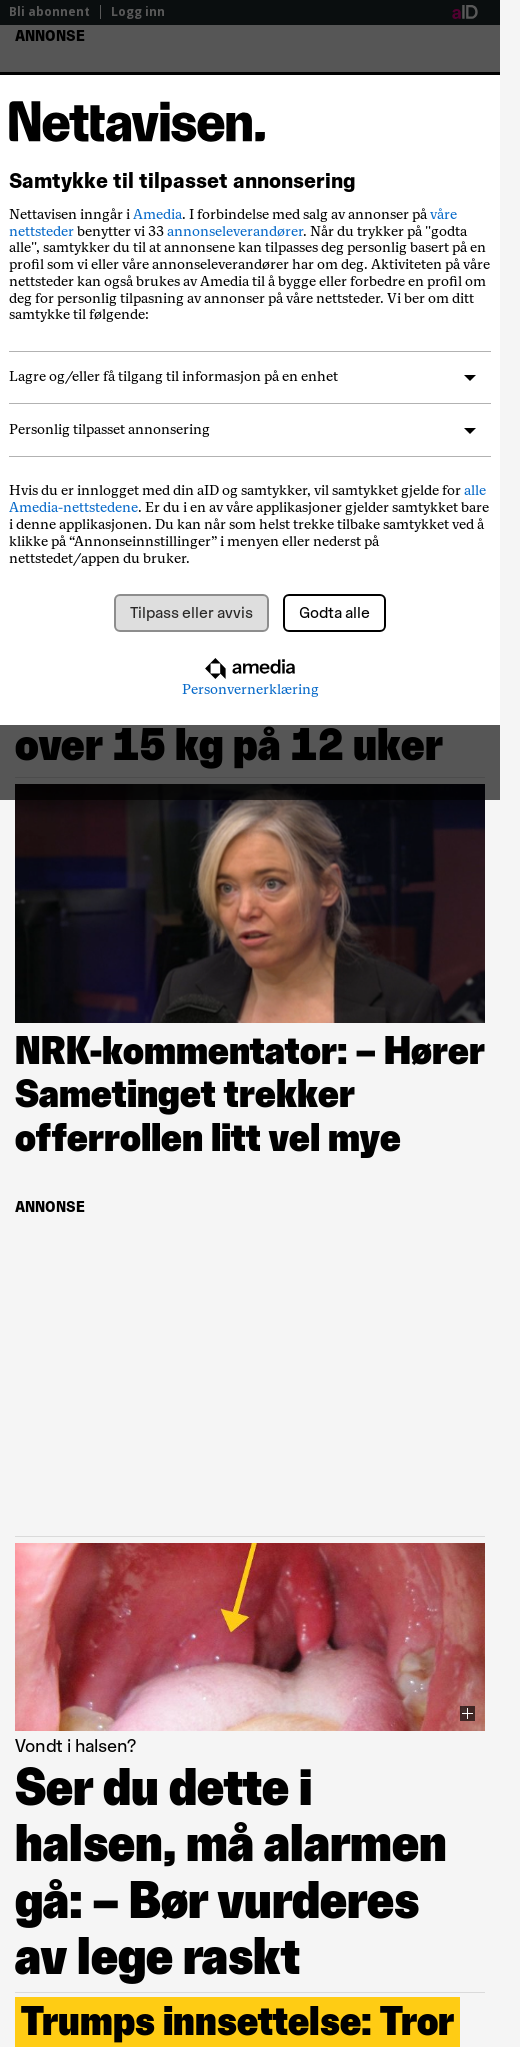 Bli abonnent | Logg inn
aID
ANNONSE
Nettavisen.
Samtykke til tilpasset annonsering
Nettavisen inngår i Amedia. I forbindelse med salg av annonser på våre
nettsteder benytter vi 33 annonseleverandører. Når du trykker på "godta
alle", samtykker du til at annonsene kan tilpasses deg personlig basert på en
profil som vi eller våre annonseleverandører har om deg. Aktiviteten på våre
nettsteder kan også brukes av Amedia til å bygge eller forbedre en profil om
deg for personlig tilpasning av annonser på våre nettsteder. Vi ber om ditt
samtykke til følgende:
Lagre og/eller få tilgang til informasjon på en enhet
Personlig tilpasset annonsering
Hvis du er innlogget med din aID og samtykker, vil samtykket gjelde for alle
Amedia-nettstedene. Er du i en av våre applikasjoner gjelder samtykket bare
i denne applikasjonen. Du kan når som helst trekke tilbake samtykket ved å
klikke på “Annonseinnstillinger” i menyen eller nederst på
nettstedet/appen du bruker.
Tilpass eller avvis
Godta alle
amedia
Personvernerklæring
over 15 kg på 12 uker
NRK-kommentator: – Hører
Sametinget trekker
offerrollen litt vel mye
ANNONSE
Vondt i halsen?
Ser du dette i
halsen, må alarmen
gå: – Bør vurderes
av lege raskt
Trumps innsettelse: Tror